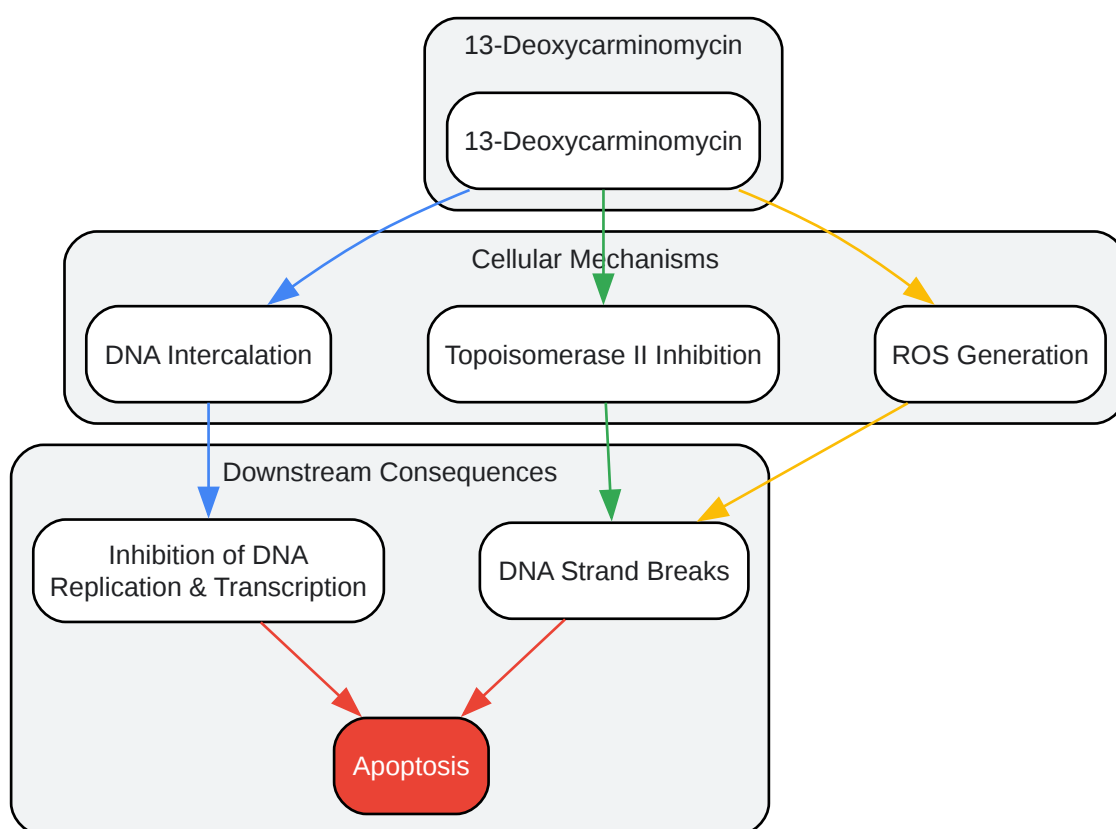 13-Deoxycarminomycin
13-Deoxycarminomycin
Cellular Mechanisms
DNA Intercalation
Topoisomerase II Inhibition
ROS Generation
Downstream Consequences
Inhibition of DNA
Replication & Transcription
DNA Strand Breaks
Apoptosis